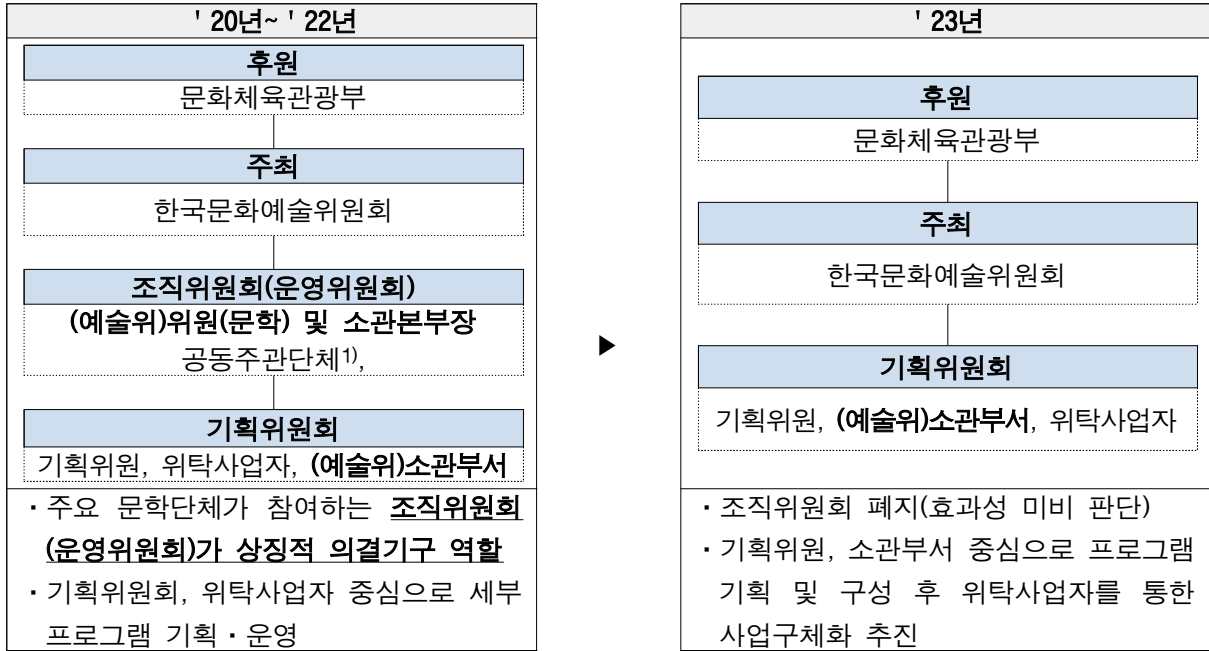 '20년~'22년
후원
문화체육관광부
주최
한국문화예술위원회
조직위원회(운영위원회)
(예술위)위원(문학) 및 소관본부장
공동주관단체1),
기획위원회
기획위원, 위탁사업자, (예술위)소관부서
· 주요 문학단체가 참여하는 조직위원회
(운영위원회)가 상징적 의결기구 역할
· 기획위원회, 위탁사업자 중심으로 세부
프로그램 기획·운영
▶
'23년
후원
문화체육관광부
주최
한국문화예술위원회
기획위원회
기획위원, (예술위)소관부서, 위탁사업자
· 조직위원회 폐지(효과성 미비 판단)
· 기획위원, 소관부서 중심으로 프로그램
기획 및 구성 후 위탁사업자를 통한
사업구체화 추진